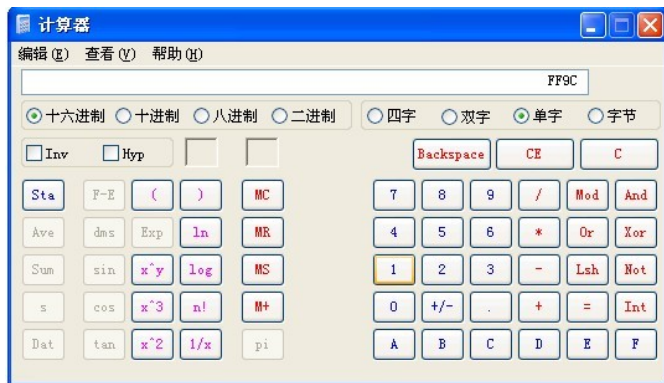 计算器
编辑(E) 查看(V) 帮助(H)
FF9C
十六进制 十进制 八进制 二进制 四字 双字 单字 字节
Inv Hyp Backspace CE C
Sta F-E ( ) MC 7 8 9 / Mod And
Ave dms Exp ln MR 4 5 6 * Or Xor
Sum sin x^y log MS 1 2 3 - Lsh Not
s cos x^3 n! M+ 0 +/- . + = Int
Dat tan x^2 1/x pi A B C D E F